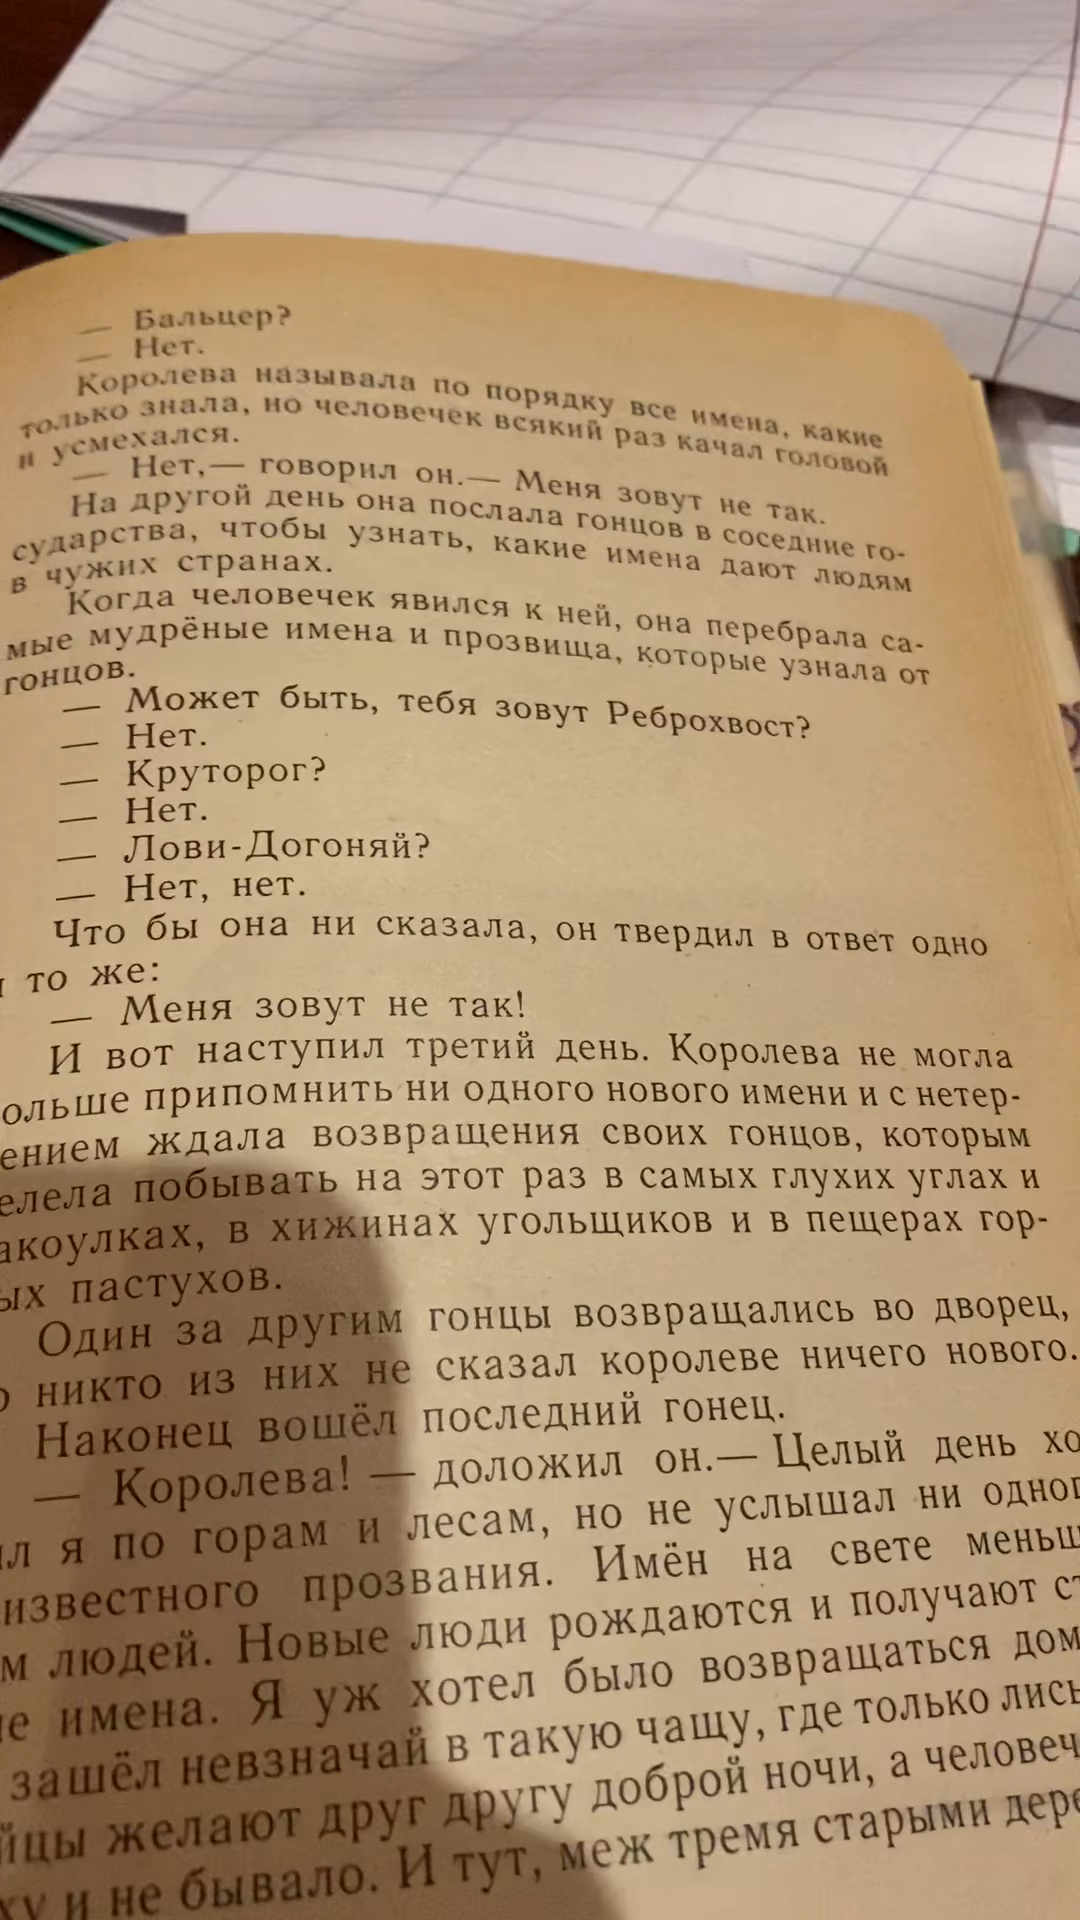 — Бальцер?
— Нет.
Королева называла по порядку все имена, какие
только знала, но человечек всякий раз качал головой
и усмехался.
— Нет,— говорил он.— Меня зовут не так.
На другой день она послала гонцов в соседние го-
сударства, чтобы узнать, какие имена дают людям
в чужих странах.
Когда человечек явился к ней, она перебрала са-
мые мудрёные имена и прозвища, которые узнала от
гонцов.
— Может быть, тебя зовут Реброхвост?
— Нет.
— Круторог?
— Нет.
— Лови-Догоняй?
— Нет, нет.
Что бы она ни сказала, он твердил в ответ одно
то же:
— Меня зовут не так!
И вот наступил третий день. Королева не могла
ольше припомнить ни одного нового имени и с нетер-
ением ждала возвращения своих гонцов, которым
елела побывать на этот раз в самых глухих углах и
акоулках, в хижинах угольщиков и в пещерах гор-
ых пастухов.
Один за другим гонцы возвращались во дворец,
о никто из них не сказал королеве ничего нового.
Наконец вошёл последний гонец.
— Королева! — доложил он.— Целый день хо
ил я по горам и лесам, но не услышал ни одног
известного прозвания. Имён на свете меньш
м людей. Новые люди рождаются и получают ст
ые имена. Я уж хотел было возвращаться дом
зашёл невзначай в такую чащу, где только лись
йцы желают друг другу доброй ночи, а человеч
ху и не бывало. И тут, меж тремя старыми дере